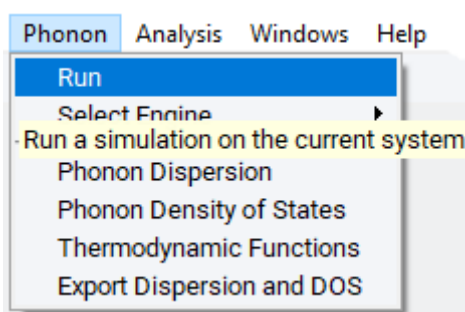 Phonon Analysis Windows Help
Run
Select Engine
Run a simulation on the current system
Phonon Dispersion
Phonon Density of States
Thermodynamic Functions
Export Dispersion and DOS